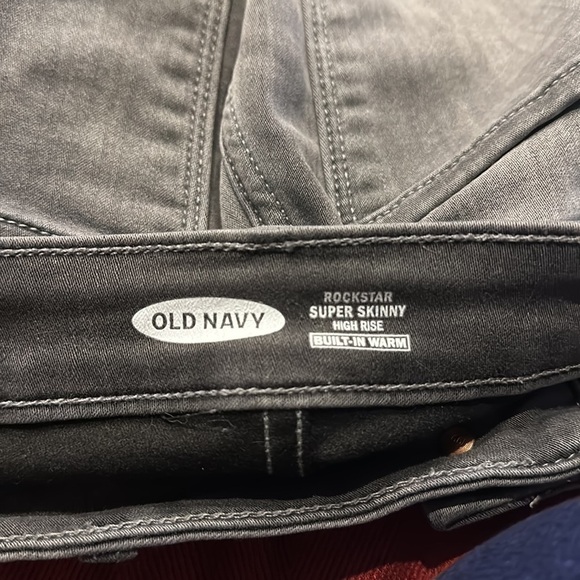 OLD NAVY
ROCKSTAR
SUPER SKINNY
HIGH RISE
BUILT-IN WARM